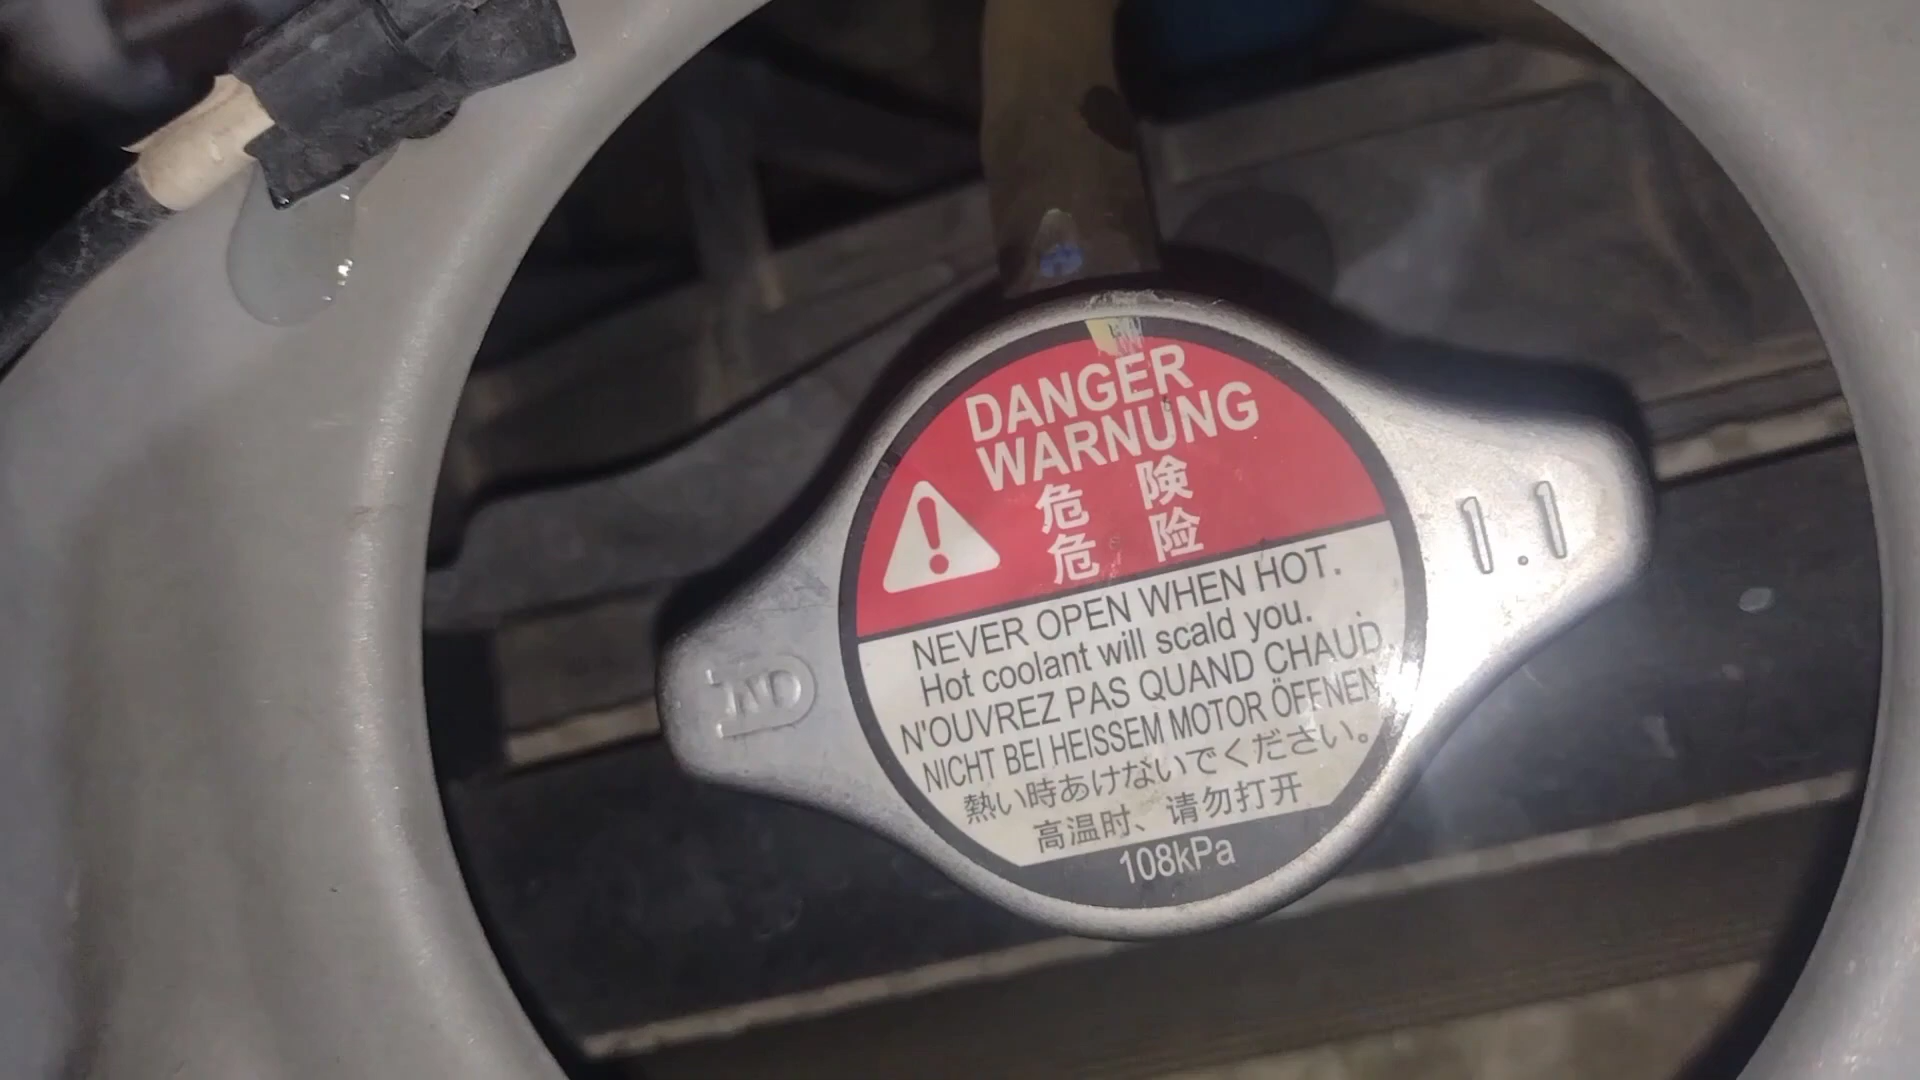 DANGER
WARNUNG
危 険
危 险
NEVER OPEN WHEN HOT.
Hot coolant will scald you.
N'OUVREZ PAS QUAND CHAUD
NICHT BEI HEISSEM MOTOR ÖFFNEN
熱い時あけないでください。
高温时、请勿打开
108kPa
1.1
ND